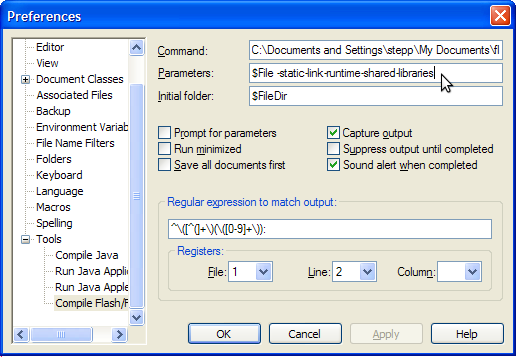 Preferences
Editor
View
Document Classes
Associated Files
Backup
Environment Variab
File Name Filters
Folders
Keyboard
Language
Macros
Spelling
Tools
Compile Java
Run Java Applic
Run Java Apple
Compile Flash/F
Command: C:\Documents and Settings\stepp\My Documents\fl
Parameters: $File -static-link-runtime-shared-libraries
Initial folder: $FileDir
Prompt for parameters
Capture output
Run minimized
Suppress output until completed
Save all documents first
Sound alert when completed
Regular expression to match output:
^\([^(]+\)(\([0-9]+\)):
Registers:
File: 1 Line: 2 Column:
OK Cancel Apply Help